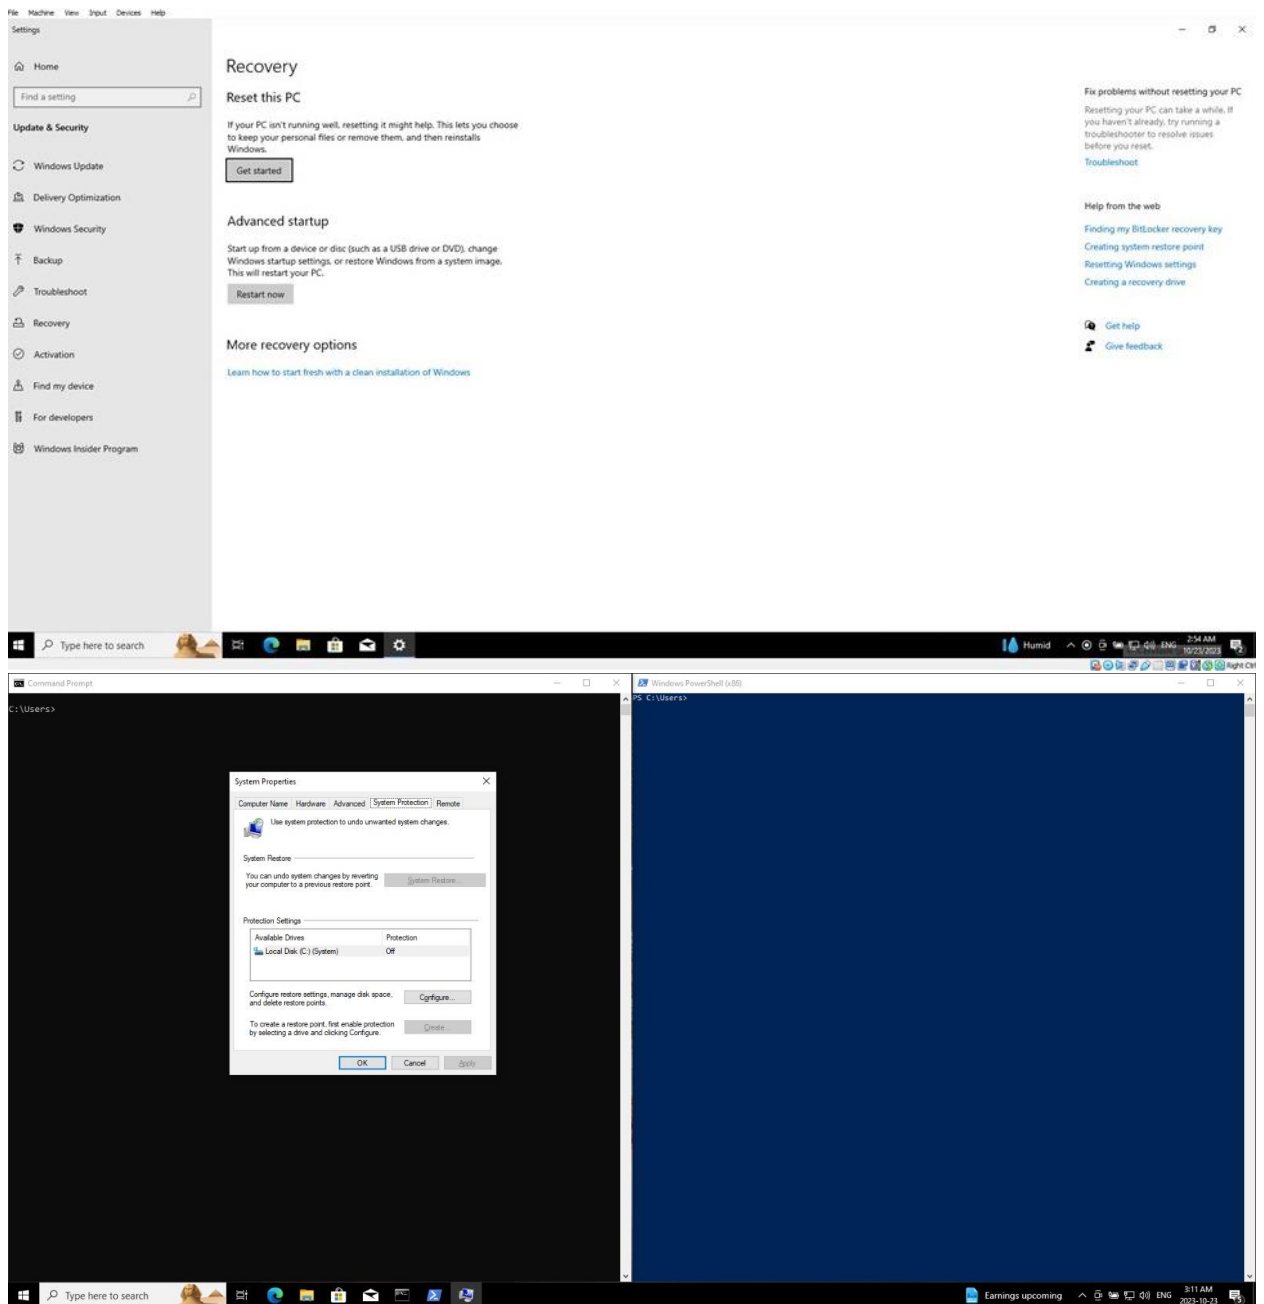 File Machine View Input Devices Help
Settings
Home
Find a setting
Update & Security
Windows Update
Delivery Optimization
Windows Security
Backup
Troubleshoot
Recovery
Activation
Find my device
For developers
Windows Insider Program
Recovery
Reset this PC
If your PC isn't running well, resetting it might help. This lets you choose
to keep your personal files or remove them, and then reinstalls
Windows.
Get started
Advanced startup
Start up from a device or disc (such as a USB drive or DVD), change
Windows startup settings, or restore Windows from a system image.
This will restart your PC.
Restart now
More recovery options
Learn how to start fresh with a clean installation of Windows
Fix problems without resetting your PC
Resetting your PC can take a while. If
you haven't already, try running a
troubleshooter to resolve issues
before you reset.
Troubleshoot
Help from the web
Finding my BitLocker recovery key
Creating system restore point
Resetting Windows settings
Creating a recovery drive
Get help
Give feedback
Type here to search
Humid
ENG
2:54 AM
10/23/2023
Right Ctrl
Command Prompt
C:\Users>
System Properties
Computer Name Hardware Advanced System Protection Remote
Use system protection to undo unwanted system changes.
System Restore
You can undo system changes by reverting
your computer to a previous restore point.
System Restore...
Protection Settings
Available Drives Protection
Local Disk (C:) (System) Off
Configure restore settings, manage disk space,
and delete restore points.
Configure...
To create a restore point, first enable protection
by selecting a drive and clicking Configure.
Create...
OK Cancel Apply
Windows PowerShell (x86)
PS C:\Users>
Type here to search
Earnings upcoming
ENG
3:11 AM
2023-10-23